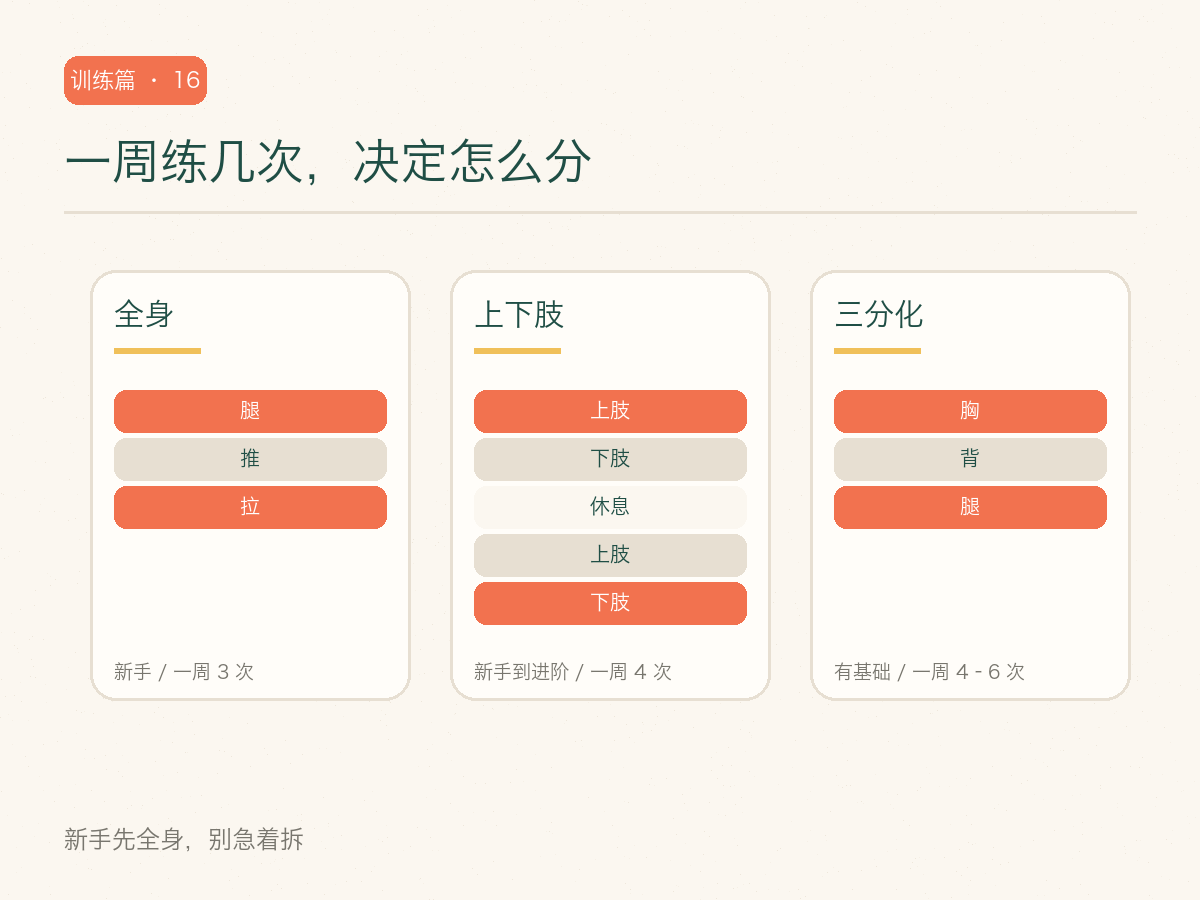 训练篇 · 16
一周练几次，决定怎么分
全身
腿
推
拉
新手 / 一周 3 次
上下肢
上肢
下肢
休息
上肢
下肢
新手到进阶 / 一周 4 次
三分化
胸
背
腿
有基础 / 一周 4 - 6 次
新手先全身，别急着拆